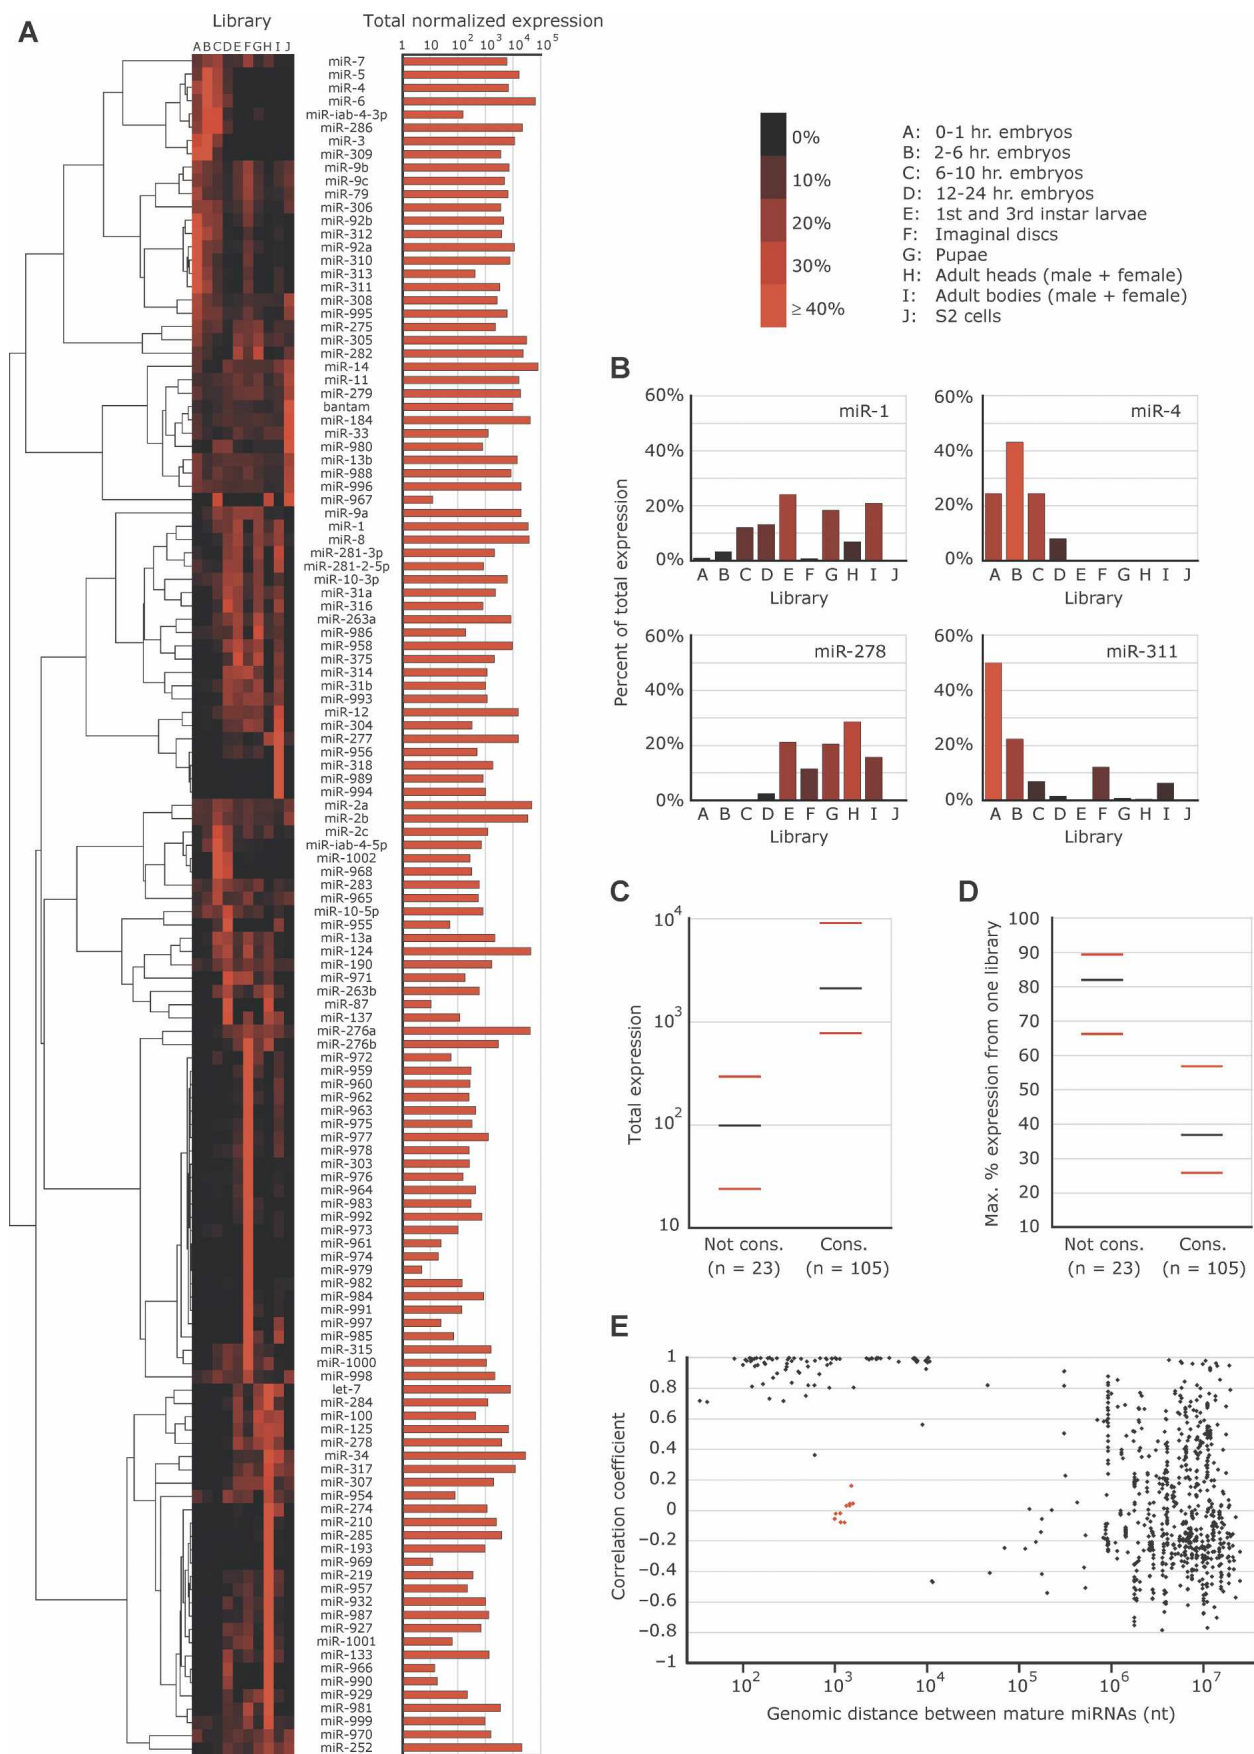 A
Library
Total normalized expression
A B C D E F G H I J
1 10 10² 10³ 10⁴ 10⁵
miR-7
miR-5
miR-4
miR-6
miR-iab-4-3p
miR-286
miR-3
miR-309
miR-9b
miR-9c
miR-79
miR-306
miR-92b
miR-312
miR-92a
miR-310
miR-313
miR-311
miR-308
miR-995
miR-275
miR-305
miR-282
miR-14
miR-11
miR-279
bantam
miR-184
miR-33
miR-980
miR-13b
miR-988
miR-996
miR-967
miR-9a
miR-1
miR-8
miR-281-3p
miR-281-2-5p
miR-10-3p
miR-31a
miR-316
miR-263a
miR-986
miR-958
miR-375
miR-314
miR-31b
miR-993
miR-12
miR-304
miR-277
miR-956
miR-318
miR-989
miR-994
miR-2a
miR-2b
miR-2c
miR-iab-4-5p
miR-1002
miR-968
miR-283
miR-965
miR-10-5p
miR-955
miR-13a
miR-124
miR-190
miR-971
miR-263b
miR-87
miR-137
miR-276a
miR-276b
miR-972
miR-959
miR-960
miR-962
miR-963
miR-975
miR-977
miR-978
miR-303
miR-976
miR-964
miR-983
miR-992
miR-973
miR-961
miR-974
miR-979
miR-982
miR-984
miR-991
miR-997
miR-985
miR-315
miR-1000
miR-998
let-7
miR-284
miR-100
miR-125
miR-278
miR-34
miR-317
miR-307
miR-954
miR-274
miR-210
miR-285
miR-193
miR-969
miR-219
miR-957
miR-932
miR-987
miR-927
miR-1001
miR-133
miR-966
miR-990
miR-929
miR-981
miR-999
miR-970
miR-252
0%
10%
20%
30%
≥ 40%
A: 0-1 hr. embryos
B: 2-6 hr. embryos
C: 6-10 hr. embryos
D: 12-24 hr. embryos
E: 1st and 3rd instar larvae
F: Imaginal discs
G: Pupae
H: Adult heads (male + female)
I: Adult bodies (male + female)
J: S2 cells
B
Percent of total expression
60%
40%
20%
0%
miR-1
A B C D E F G H I J
Library
60%
40%
20%
0%
miR-4
A B C D E F G H I J
Library
60%
40%
20%
0%
miR-278
A B C D E F G H I J
Library
60%
40%
20%
0%
miR-311
A B C D E F G H I J
Library
C
Total expression
10⁴
10³
10²
10
Not cons.
(n = 23)
Cons.
(n = 105)
D
Max. % expression from one library
100
90
80
70
60
50
40
30
20
10
Not cons.
(n = 23)
Cons.
(n = 105)
E
Correlation coefficient
1
0.8
0.6
0.4
0.2
0
−0.2
−0.4
−0.6
−0.8
−1
10² 10³ 10⁴ 10⁵ 10⁶ 10⁷
Genomic distance between mature miRNAs (nt)